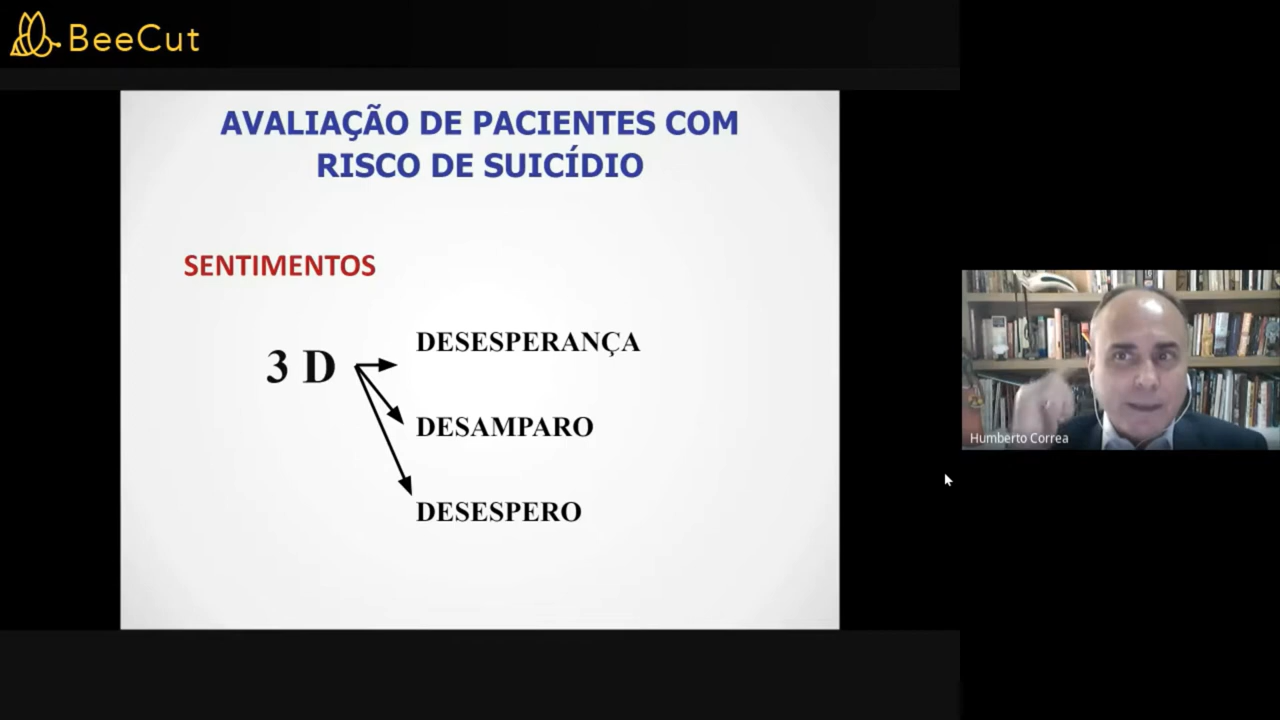 BeeCut
AVALIAÇÃO DE PACIENTES COM
RISCO DE SUICÍDIO
SENTIMENTOS
3 D
DESESPERANÇA
DESAMPARO
DESESPERO
Humberto Correa